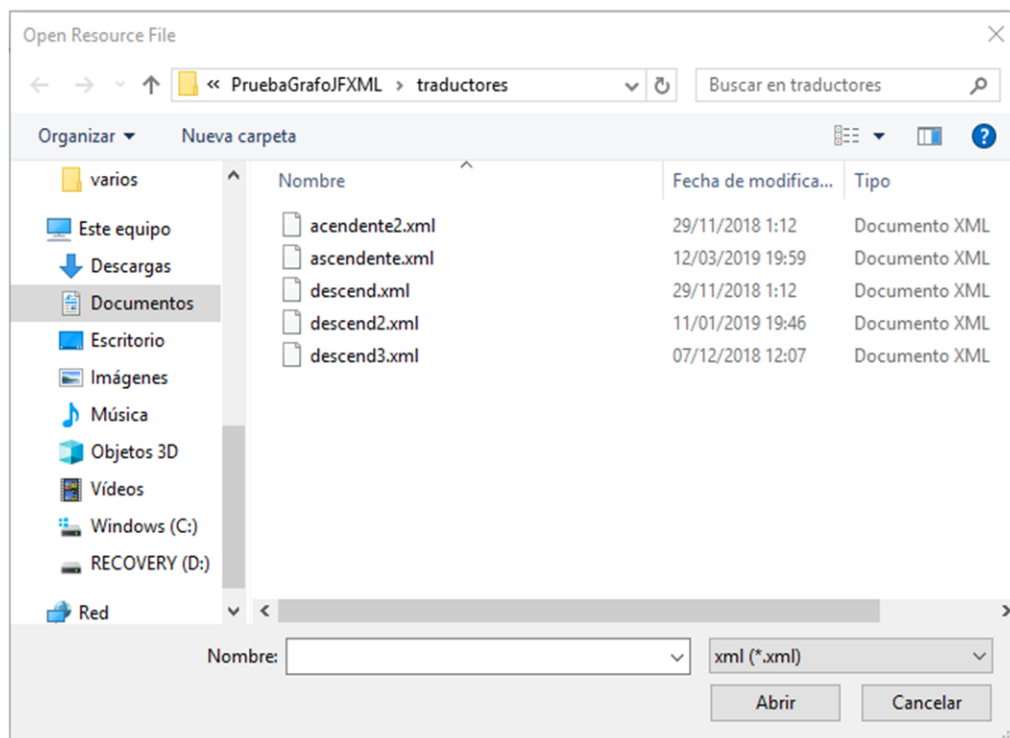 Open Resource File
« PruebaGrafoJFXML > traductores
Buscar en traductores
Organizar
Nueva carpeta
varios
Este equipo
Descargas
Documentos
Escritorio
Imágenes
Música
Objetos 3D
Vídeos
Windows (C:)
RECOVERY (D:)
Red
Nombre Fecha de modifica... Tipo
acendente2.xml 29/11/2018 1:12 Documento XML
ascendente.xml 12/03/2019 19:59 Documento XML
descend.xml 29/11/2018 1:12 Documento XML
descend2.xml 11/01/2019 19:46 Documento XML
descend3.xml 07/12/2018 12:07 Documento XML
Nombre:
xml (*.xml)
Abrir
Cancelar